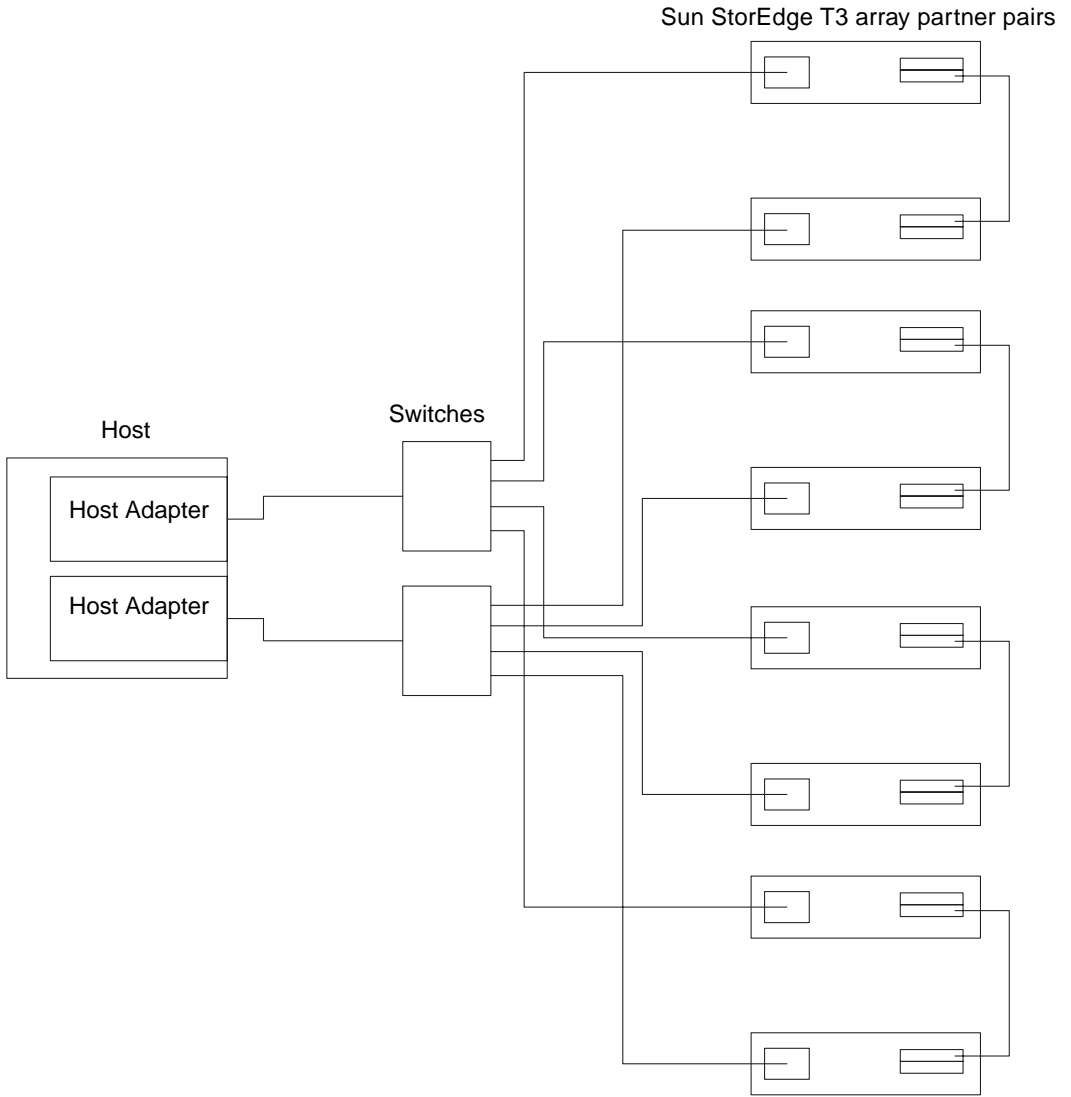 Sun StorEdge T3 array partner pairs
Switches
Host
Host Adapter
Host Adapter